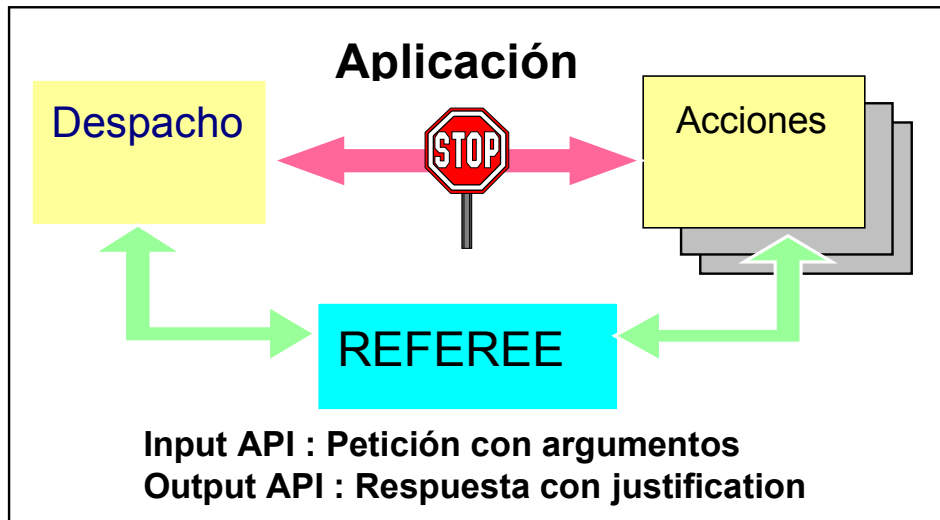 Aplicación
Despacho
STOP
Acciones
REFEREE
Input API : Petición con argumentos
Output API : Respuesta con justification